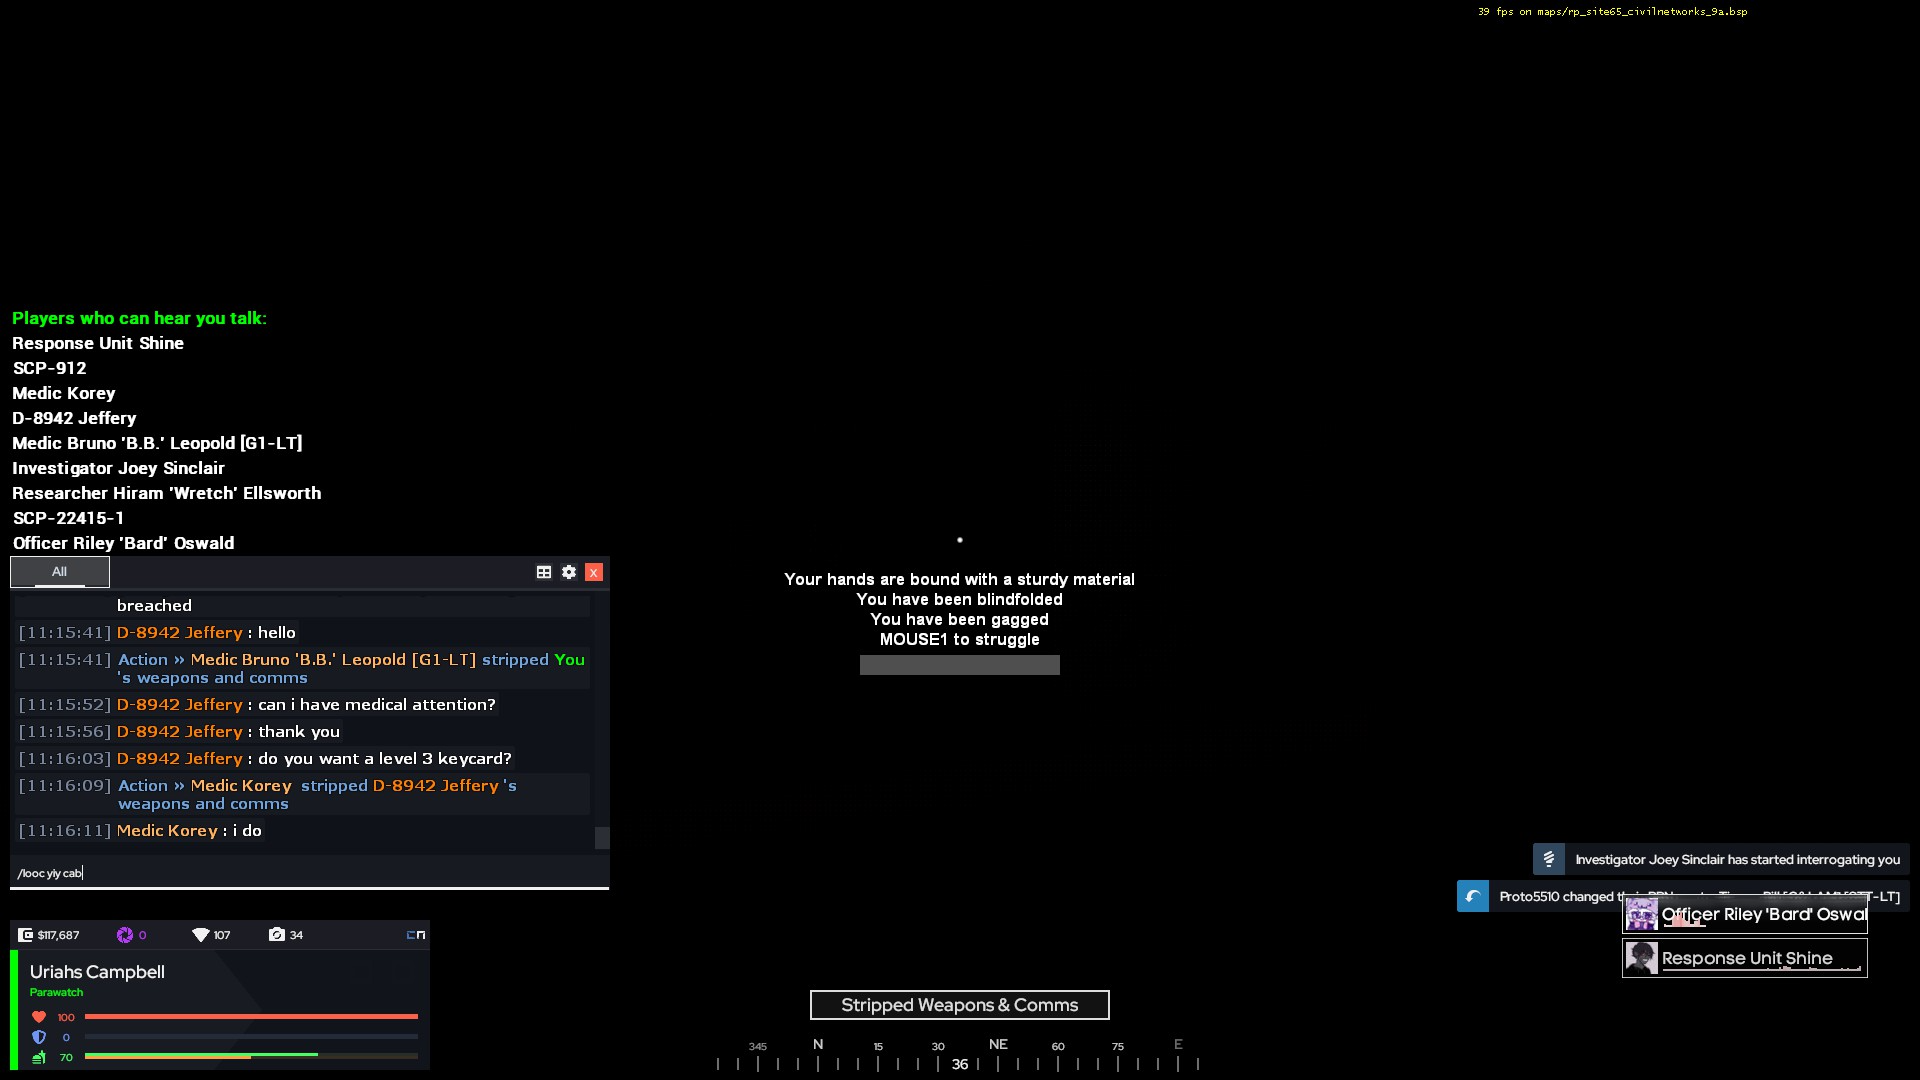 39 fps on maps/rp_site65_civilnetworks_9a.bsp
Players who can hear you talk:
Response Unit Shine
SCP-912
Medic Korey
D-8942 Jeffery
Medic Bruno 'B.B.' Leopold [G1-LT]
Investigator Joey Sinclair
Researcher Hiram 'Wretch' Ellsworth
SCP-22415-1
Officer Riley 'Bard' Oswald
All
x
breached
[11:15:41] D-8942 Jeffery : hello
[11:15:41] Action » Medic Bruno 'B.B.' Leopold [G1-LT] stripped You
's weapons and comms
[11:15:52] D-8942 Jeffery : can i have medical attention?
[11:15:56] D-8942 Jeffery : thank you
[11:16:03] D-8942 Jeffery : do you want a level 3 keycard?
[11:16:09] Action » Medic Korey stripped D-8942 Jeffery 's
weapons and comms
[11:16:11] Medic Korey : i do
/looc yiy cab
Your hands are bound with a sturdy material
You have been blindfolded
You have been gagged
MOUSE1 to struggle
$117,687 0 107 34 cn
Uriahs Campbell
Parawatch
100
0
70
Investigator Joey Sinclair has started interrogating you
Proto5510 changed
Officer Riley 'Bard' Oswal
Response Unit Shine
Stripped Weapons & Comms
345 N 15 30 NE 60 75 E
36